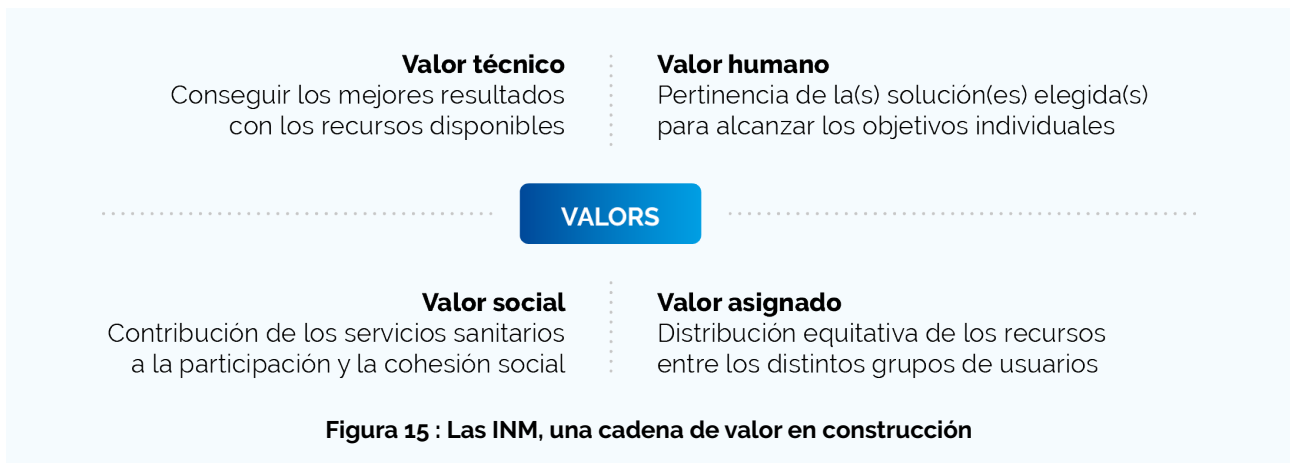 Valor técnico
Conseguir los mejores resultados
con los recursos disponibles
Valor humano
Pertinencia de la(s) solución(es) elegida(s)
para alcanzar los objetivos individuales
VALORS
Valor social
Contribución de los servicios sanitarios
a la participación y la cohesión social
Valor asignado
Distribución equitativa de los recursos
entre los distintos grupos de usuarios
Figura 15 : Las INM, una cadena de valor en construcción